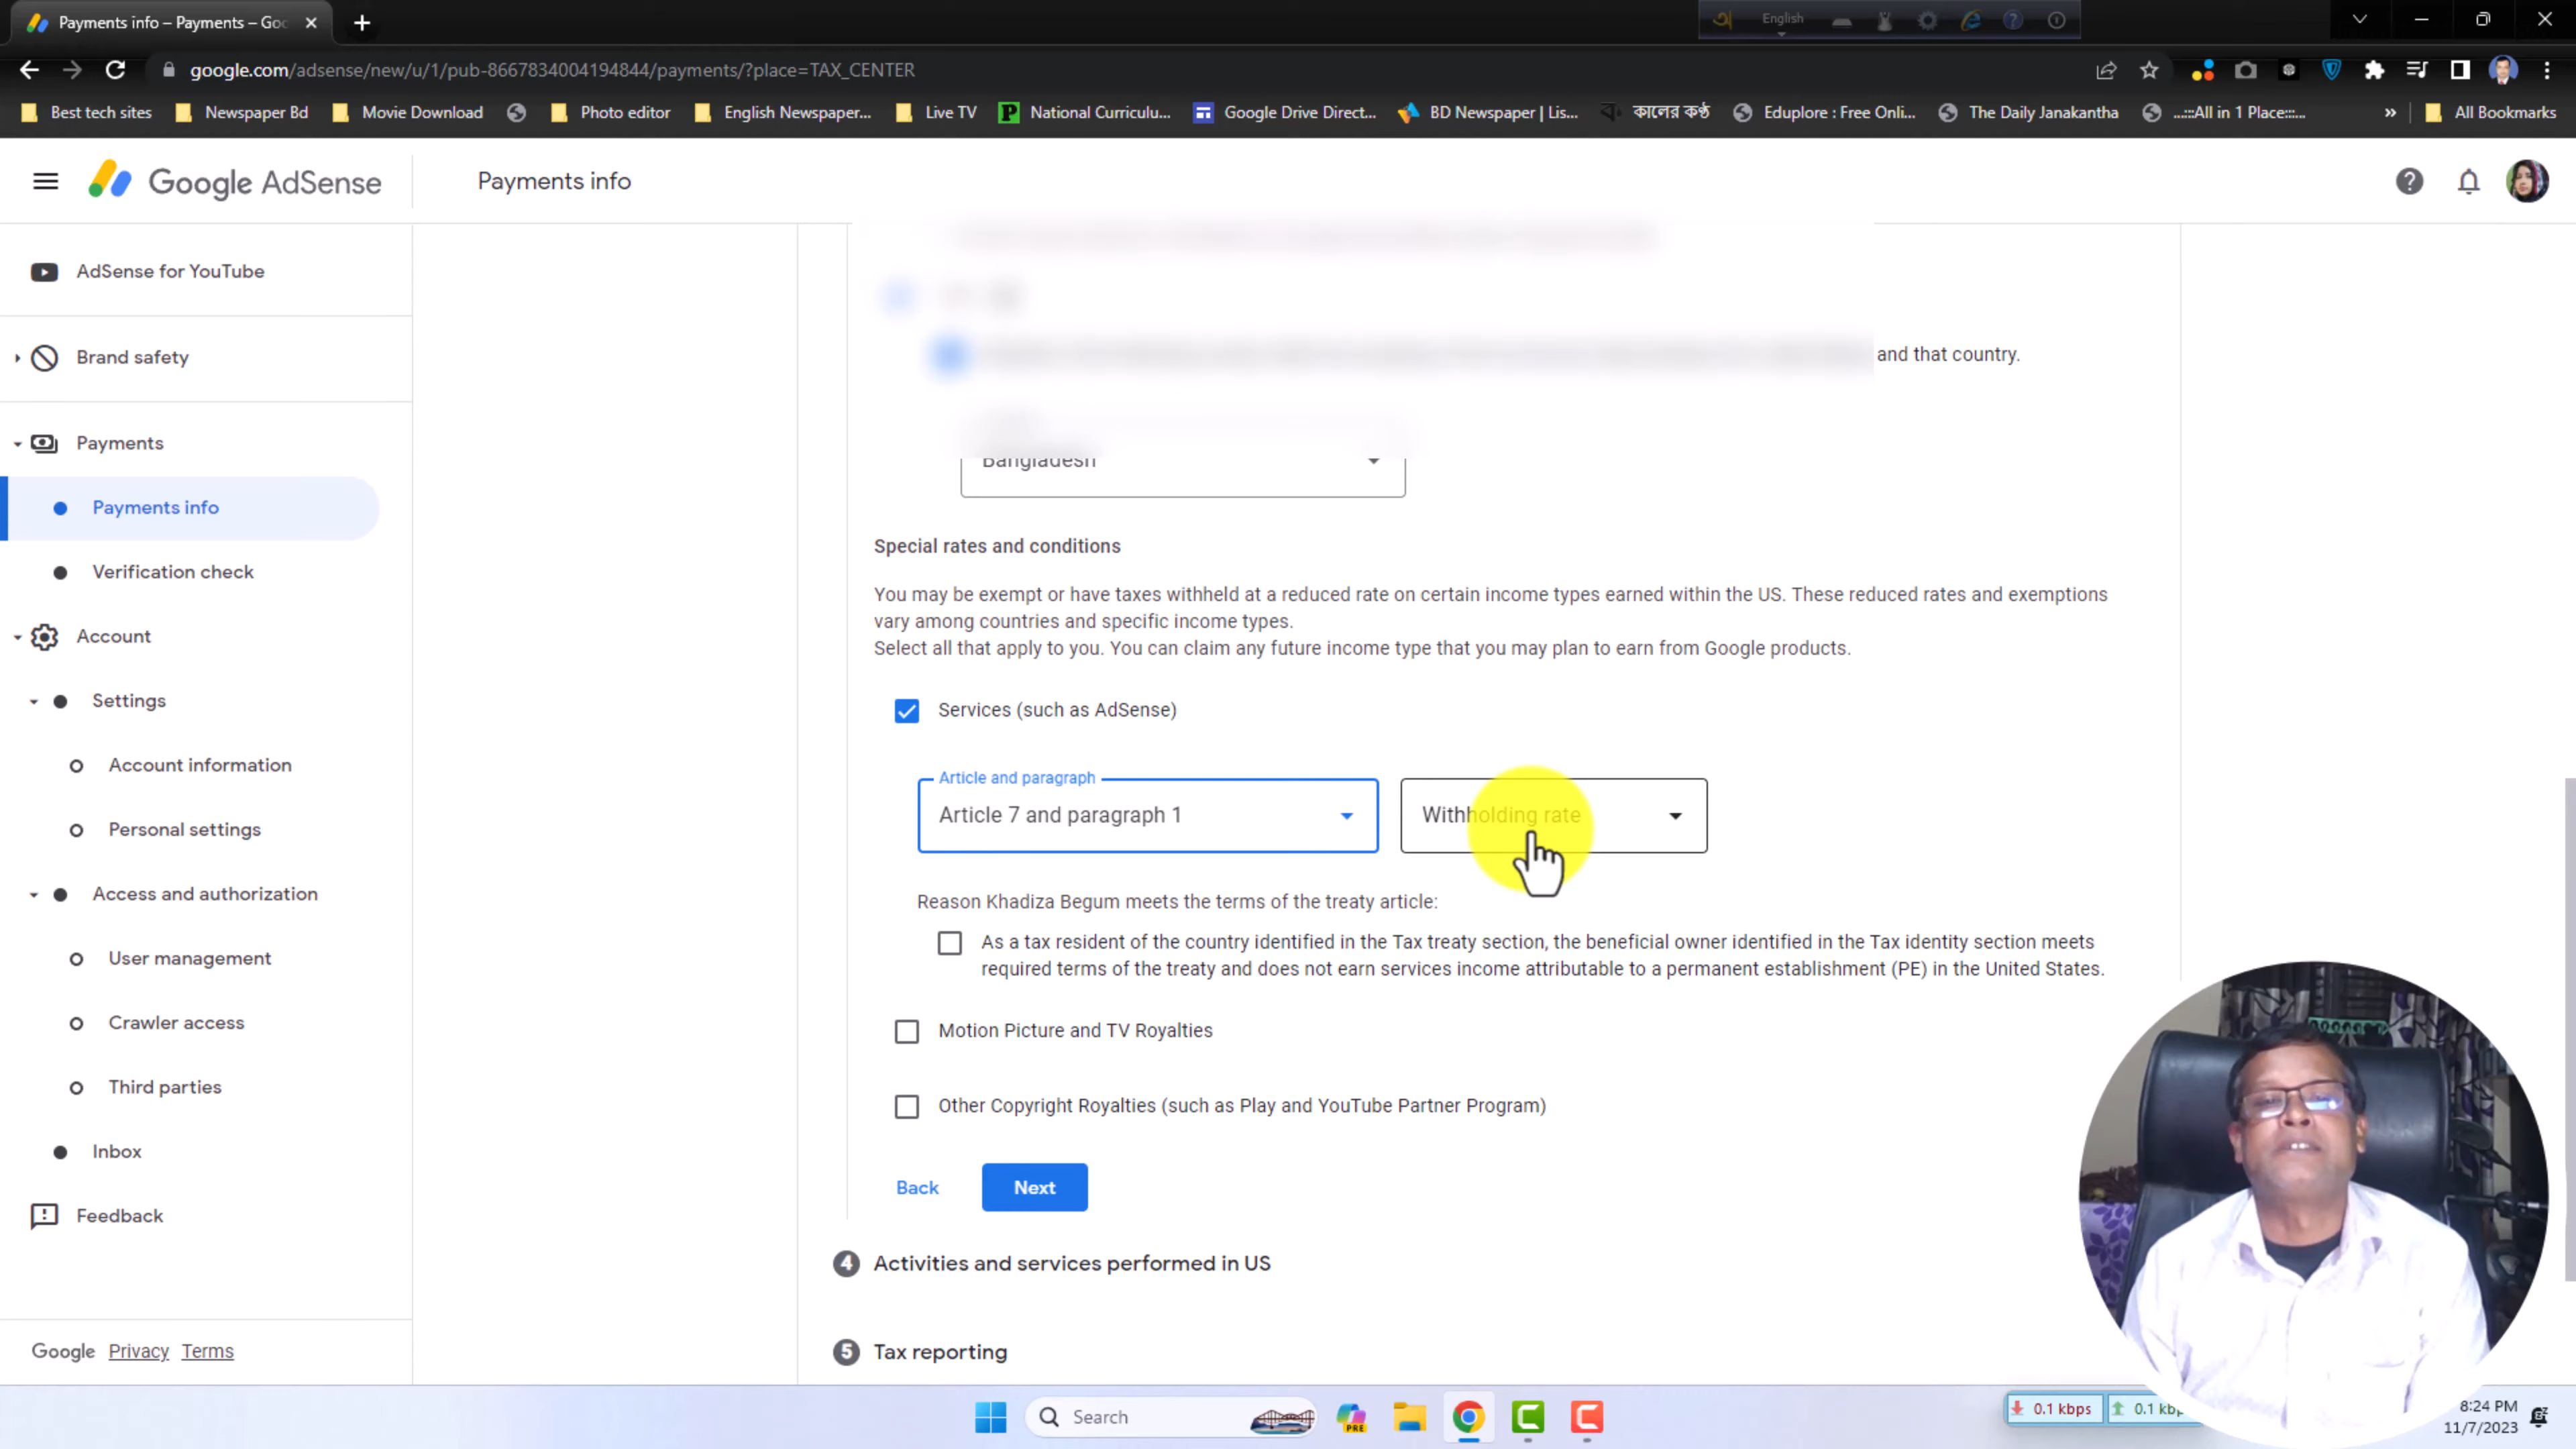 Payments info – Payments – Goo
English
google.com/adsense/new/u/1/pub-8667834004194844/payments/?place=TAX_CENTER
Best tech sites
Newspaper Bd
Movie Download
Photo editor
English Newspaper...
Live TV
National Curriculu...
Google Drive Direct...
BD Newspaper | Lis...
কালের কণ্ঠ
Eduplore : Free Onli...
The Daily Janakantha
..:::All in 1 Place:::...
»
All Bookmarks
Google AdSense
Payments info
AdSense for YouTube
Brand safety
Payments
Payments info
Verification check
Account
Settings
Account information
Personal settings
Access and authorization
User management
Crawler access
Third parties
Inbox
Feedback
Google Privacy Terms
and that country.
Bangladesh
Special rates and conditions
You may be exempt or have taxes withheld at a reduced rate on certain income types earned within the US. These reduced rates and exemptions
vary among countries and specific income types.
Select all that apply to you. You can claim any future income type that you may plan to earn from Google products.
Services (such as AdSense)
Article and paragraph
Article 7 and paragraph 1
Withholding rate
Reason Khadiza Begum meets the terms of the treaty article:
As a tax resident of the country identified in the Tax treaty section, the beneficial owner identified in the Tax identity section meets
required terms of the treaty and does not earn services income attributable to a permanent establishment (PE) in the United States.
Motion Picture and TV Royalties
Other Copyright Royalties (such as Play and YouTube Partner Program)
Back
Next
4 Activities and services performed in US
5 Tax reporting
Search
PRE
0.1 kbps
0.1 kbp
8:24 PM
11/7/2023